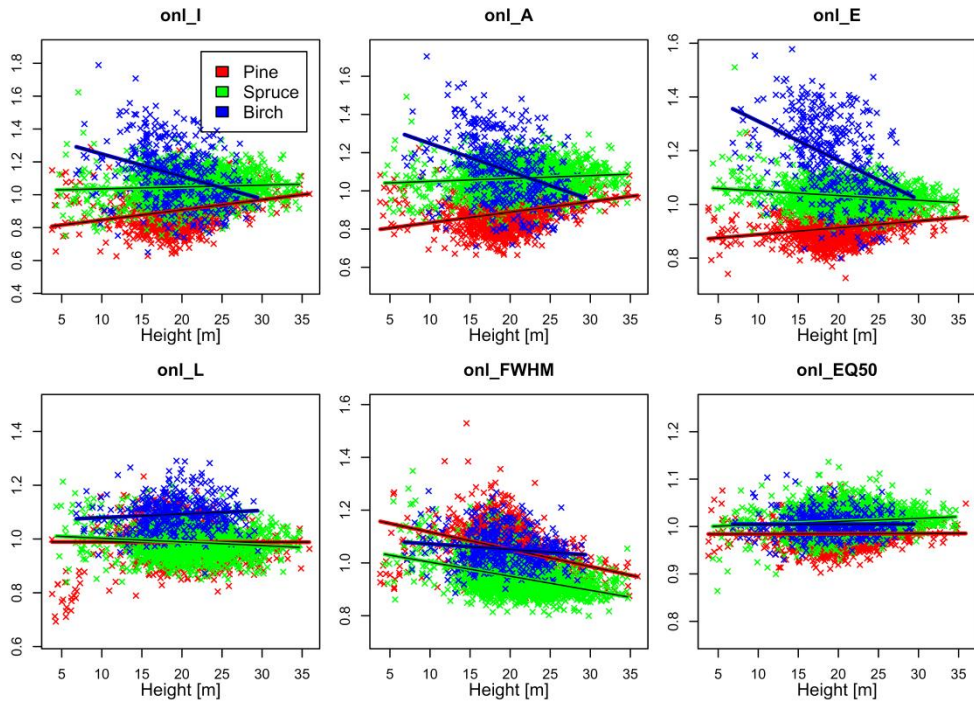 onl_I
onl_A
onl_E
Pine
Spruce
Birch
0.4 0.6 0.8 1.0 1.2 1.4 1.6 1.8
0.6 0.8 1.0 1.2 1.4 1.6
0.8 1.0 1.2 1.4 1.6
5 10 15 20 25 30 35
5 10 15 20 25 30 35
5 10 15 20 25 30 35
Height [m]
Height [m]
Height [m]
onl_L
onl_FWHM
onl_EQ50
0.6 0.8 1.0 1.2 1.4
0.8 1.0 1.2 1.4 1.6
0.8 0.9 1.0 1.1 1.2
5 10 15 20 25 30 35
5 10 15 20 25 30 35
5 10 15 20 25 30 35
Height [m]
Height [m]
Height [m]